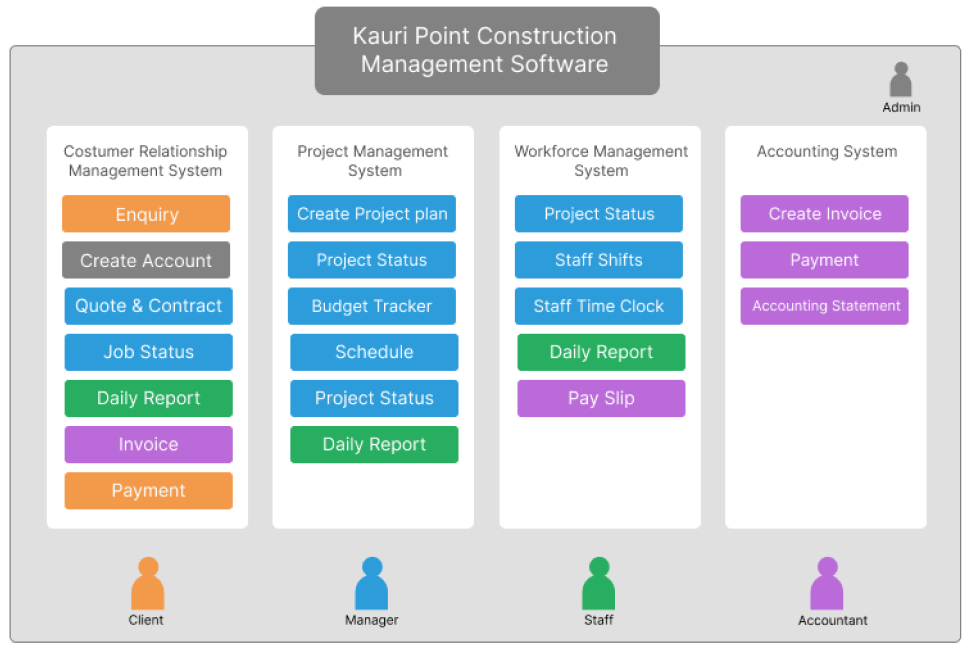 Kauri Point Construction
Management Software
Admin
Costumer Relationship
Management System
Enquiry
Create Account
Quote & Contract
Job Status
Daily Report
Invoice
Payment
Project Management
System
Create Project plan
Project Status
Budget Tracker
Schedule
Project Status
Daily Report
Workforce Management
System
Project Status
Staff Shifts
Staff Time Clock
Daily Report
Pay Slip
Accounting System
Create Invoice
Payment
Accounting Statement
Client
Manager
Staff
Accountant